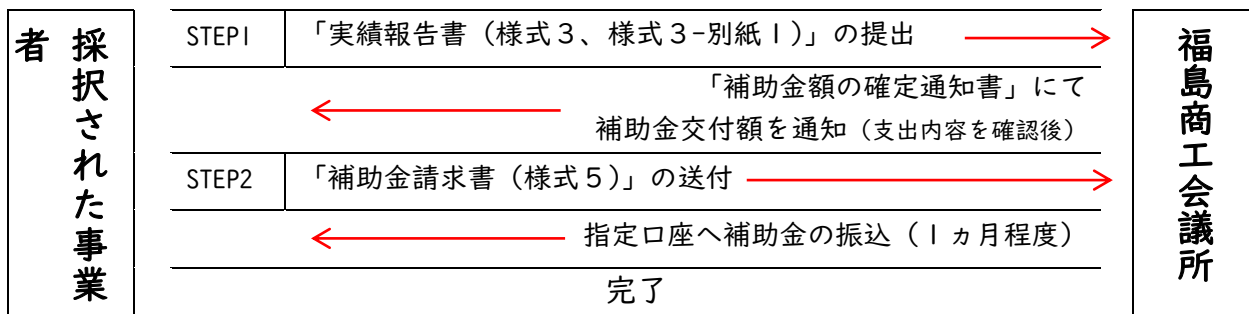 採択された事業者
STEP1 「実績報告書（様式３、様式３-別紙１）」の提出
「補助金額の確定通知書」にて
補助金交付額を通知（支出内容を確認後）
STEP2 「補助金請求書（様式５）」の送付
指定口座へ補助金の振込（１ヵ月程度）
完了
福島商工会議所